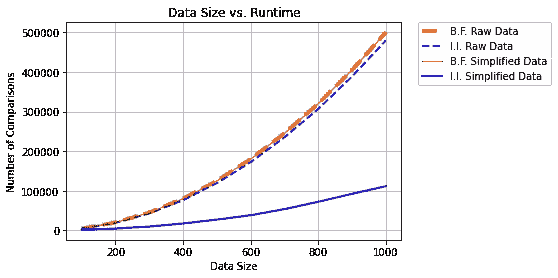 Data Size vs. Runtime
Number of Comparisons
500000
400000
300000
200000
100000
0
200
400
600
800
1000
Data Size
B.F. Raw Data
I.I. Raw Data
B.F. Simplified Data
I.I. Simplified Data